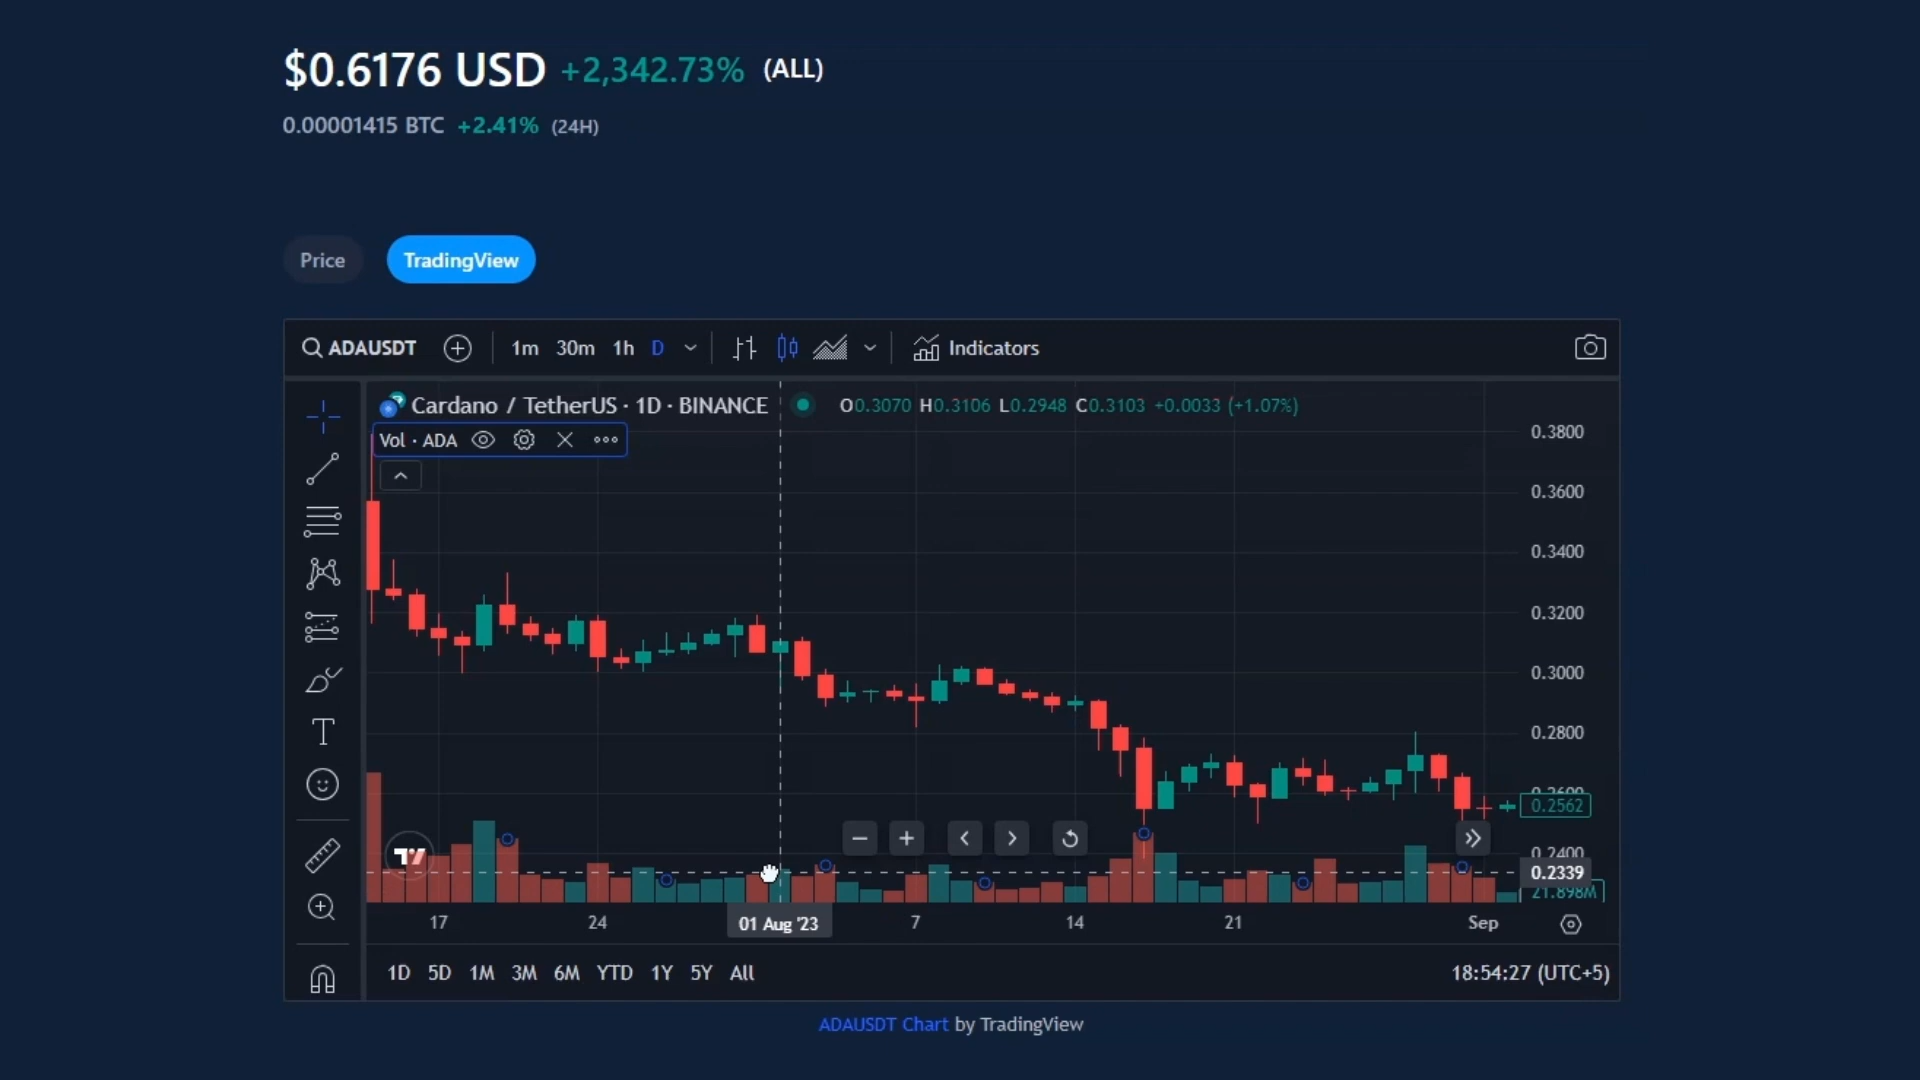 $0.6176 USD +2,342.73% (ALL)
0.00001415 BTC +2.41% (24H)
Price TradingView
ADAUSDT 1m 30m 1h D Indicators
Cardano / TetherUS · 1D · BINANCE O0.3070 H0.3106 L0.2948 C0.3103 +0.0033 (+1.07%)
Vol · ADA
0.3800
0.3600
0.3400
0.3200
0.3000
0.2800
0.2600
0.2562
0.2400
0.2339
21.898M
17 24 01 Aug '23 7 14 21 Sep
1D 5D 1M 3M 6M YTD 1Y 5Y All 18:54:27 (UTC+5)
ADAUSDT Chart by TradingView